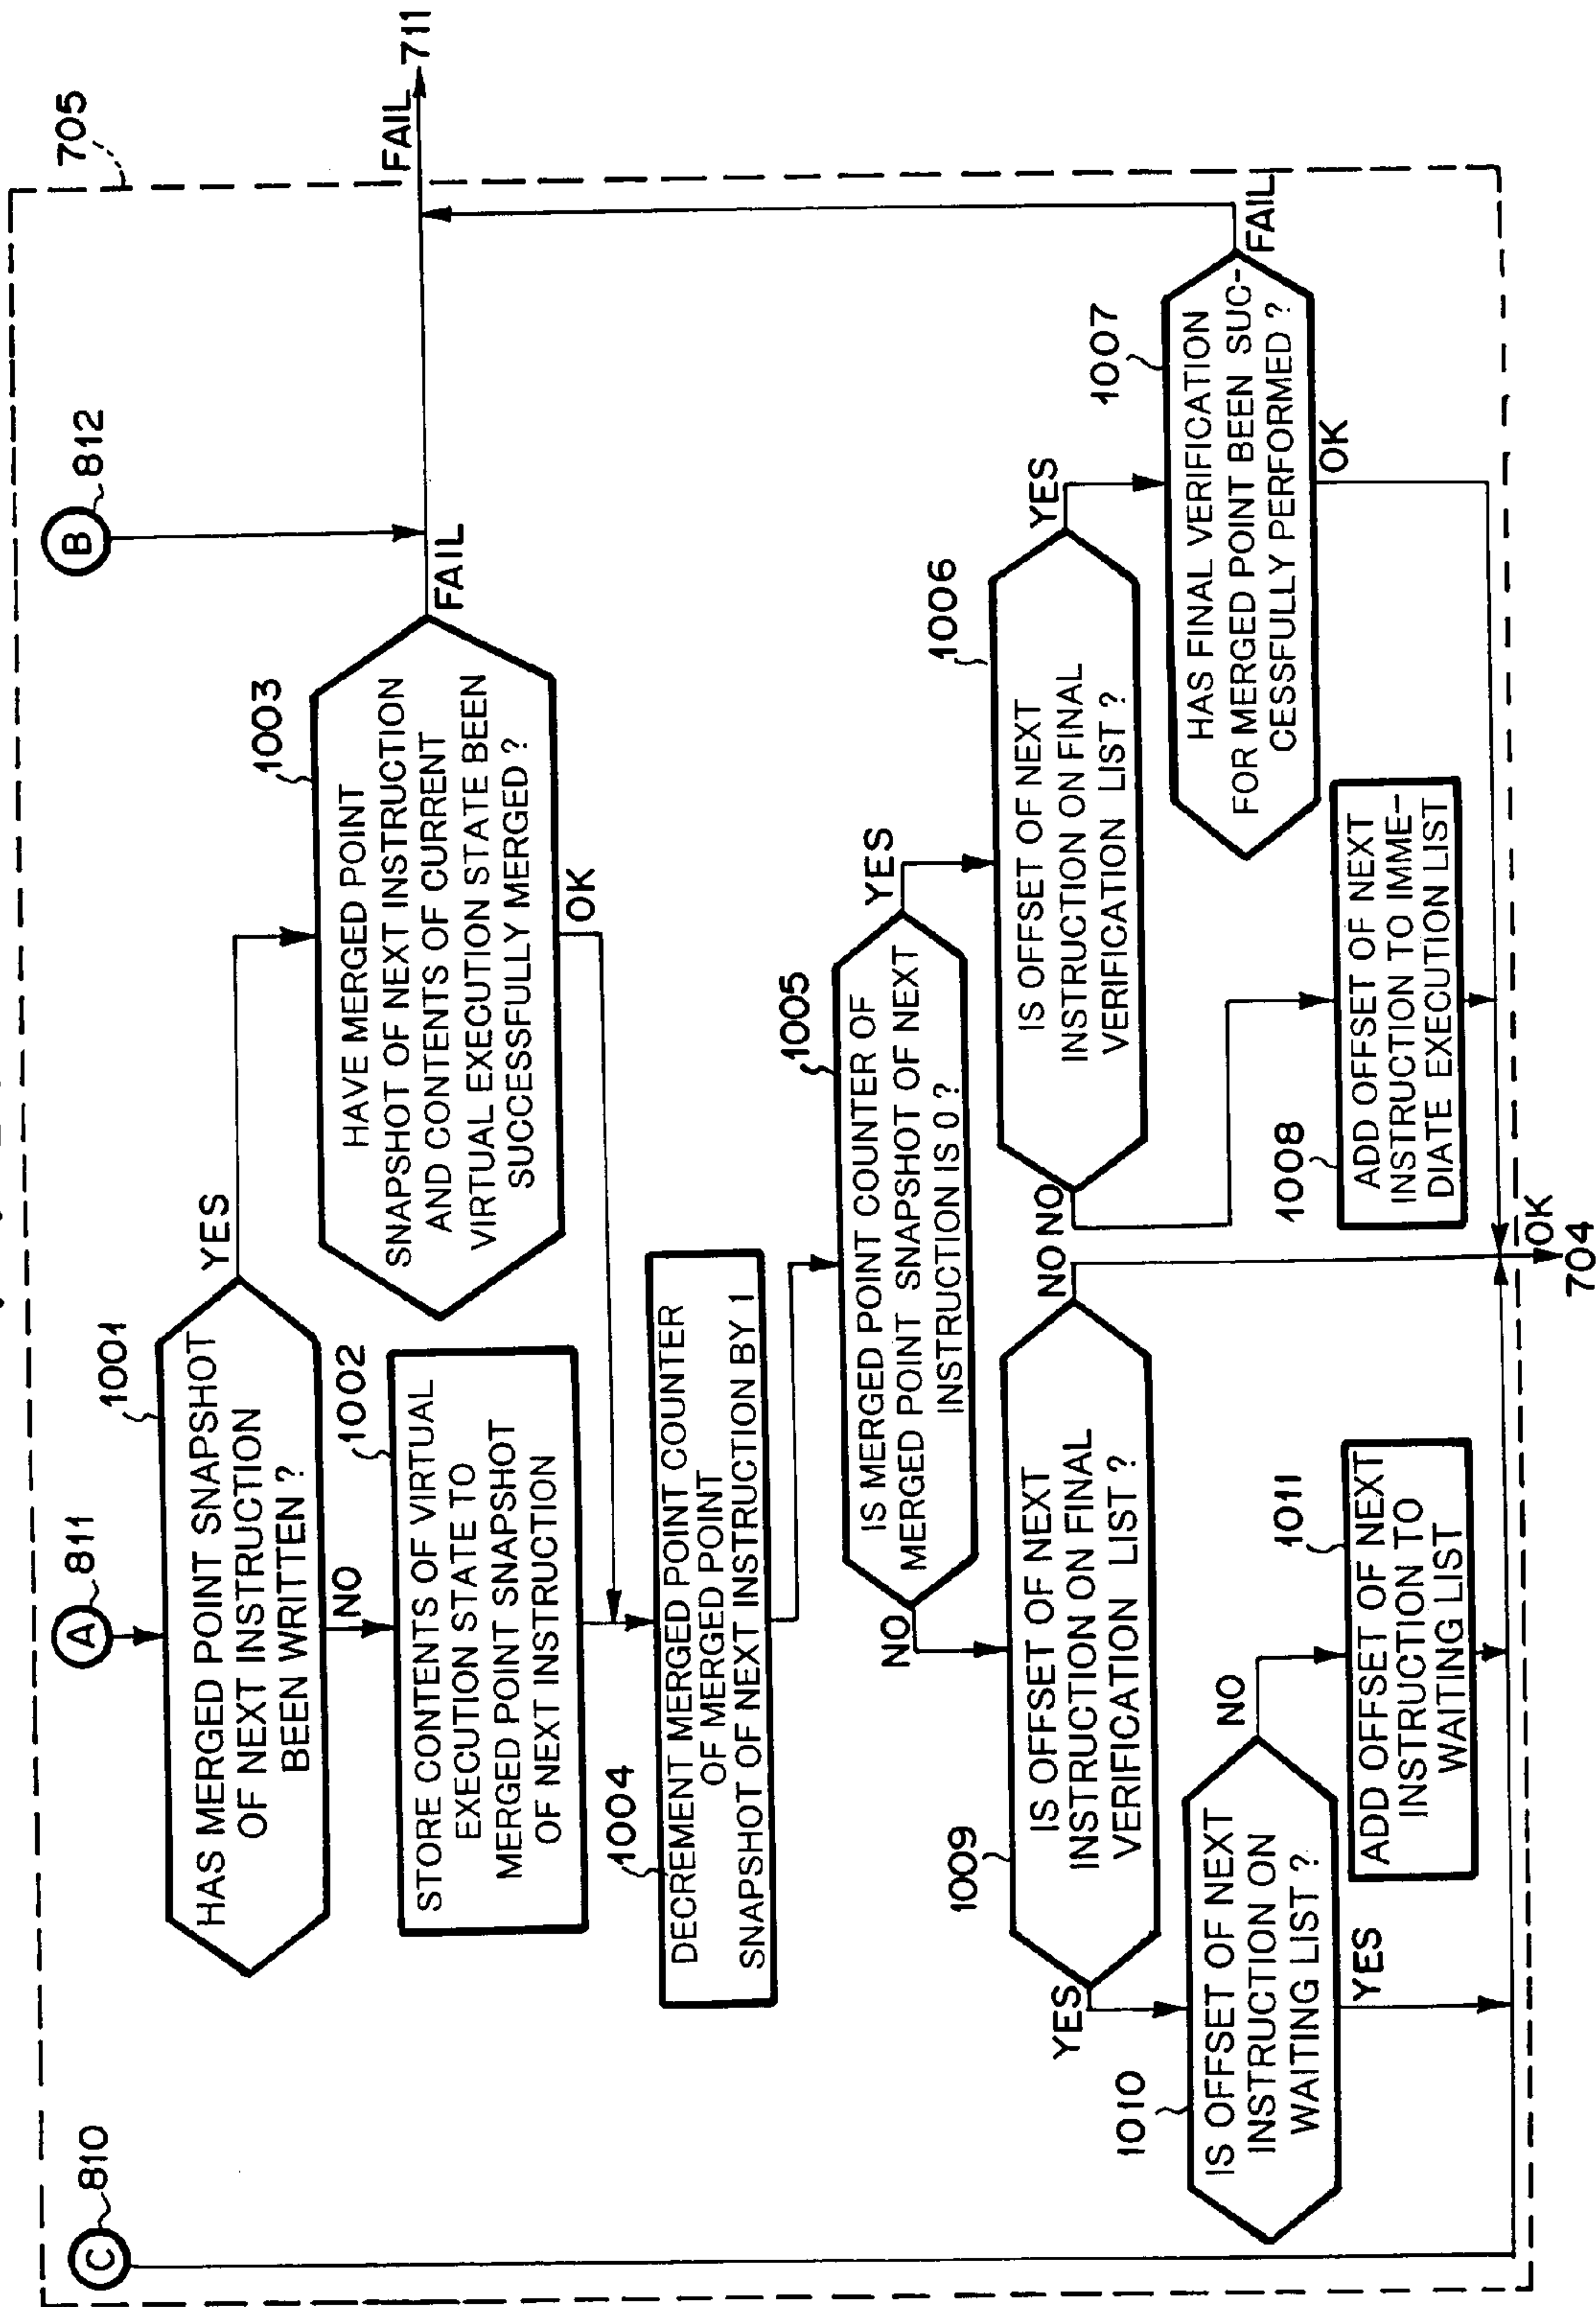 705
C 810
A 811
B 812
1001
HAS MERGED POINT SNAPSHOT
OF NEXT INSTRUCTION
BEEN WRITTEN ?
YES
NO
1002
STORE CONTENTS OF VIRTUAL
EXECUTION STATE TO
MERGED POINT SNAPSHOT
OF NEXT INSTRUCTION
1003
HAVE MERGED POINT
SNAPSHOT OF NEXT INSTRUCTION
AND CONTENTS OF CURRENT
VIRTUAL EXECUTION STATE BEEN
SUCCESSFULLY MERGED ?
FAIL
FAIL
711
OK
1004
DECREMENT MERGED POINT COUNTER
OF MERGED POINT
SNAPSHOT OF NEXT INSTRUCTION BY 1
1005
IS MERGED POINT COUNTER OF
MERGED POINT SNAPSHOT OF NEXT
INSTRUCTION IS 0 ?
YES
NO
1009
IS OFFSET OF NEXT
INSTRUCTION ON FINAL
VERIFICATION LIST ?
YES
NO
1006
IS OFFSET OF NEXT
INSTRUCTION ON FINAL
VERIFICATION LIST ?
NO
YES
1010
IS OFFSET OF NEXT
INSTRUCTION ON
WAITING LIST ?
NO
YES
1011
ADD OFFSET OF NEXT
INSTRUCTION TO
WAITING LIST
1008
ADD OFFSET OF NEXT
INSTRUCTION TO IMME-
DIATE EXECUTION LIST
1007
HAS FINAL VERIFICATION
FOR MERGED POINT BEEN SUC-
CESSFULLY PERFORMED ?
FAIL
OK
OK
704